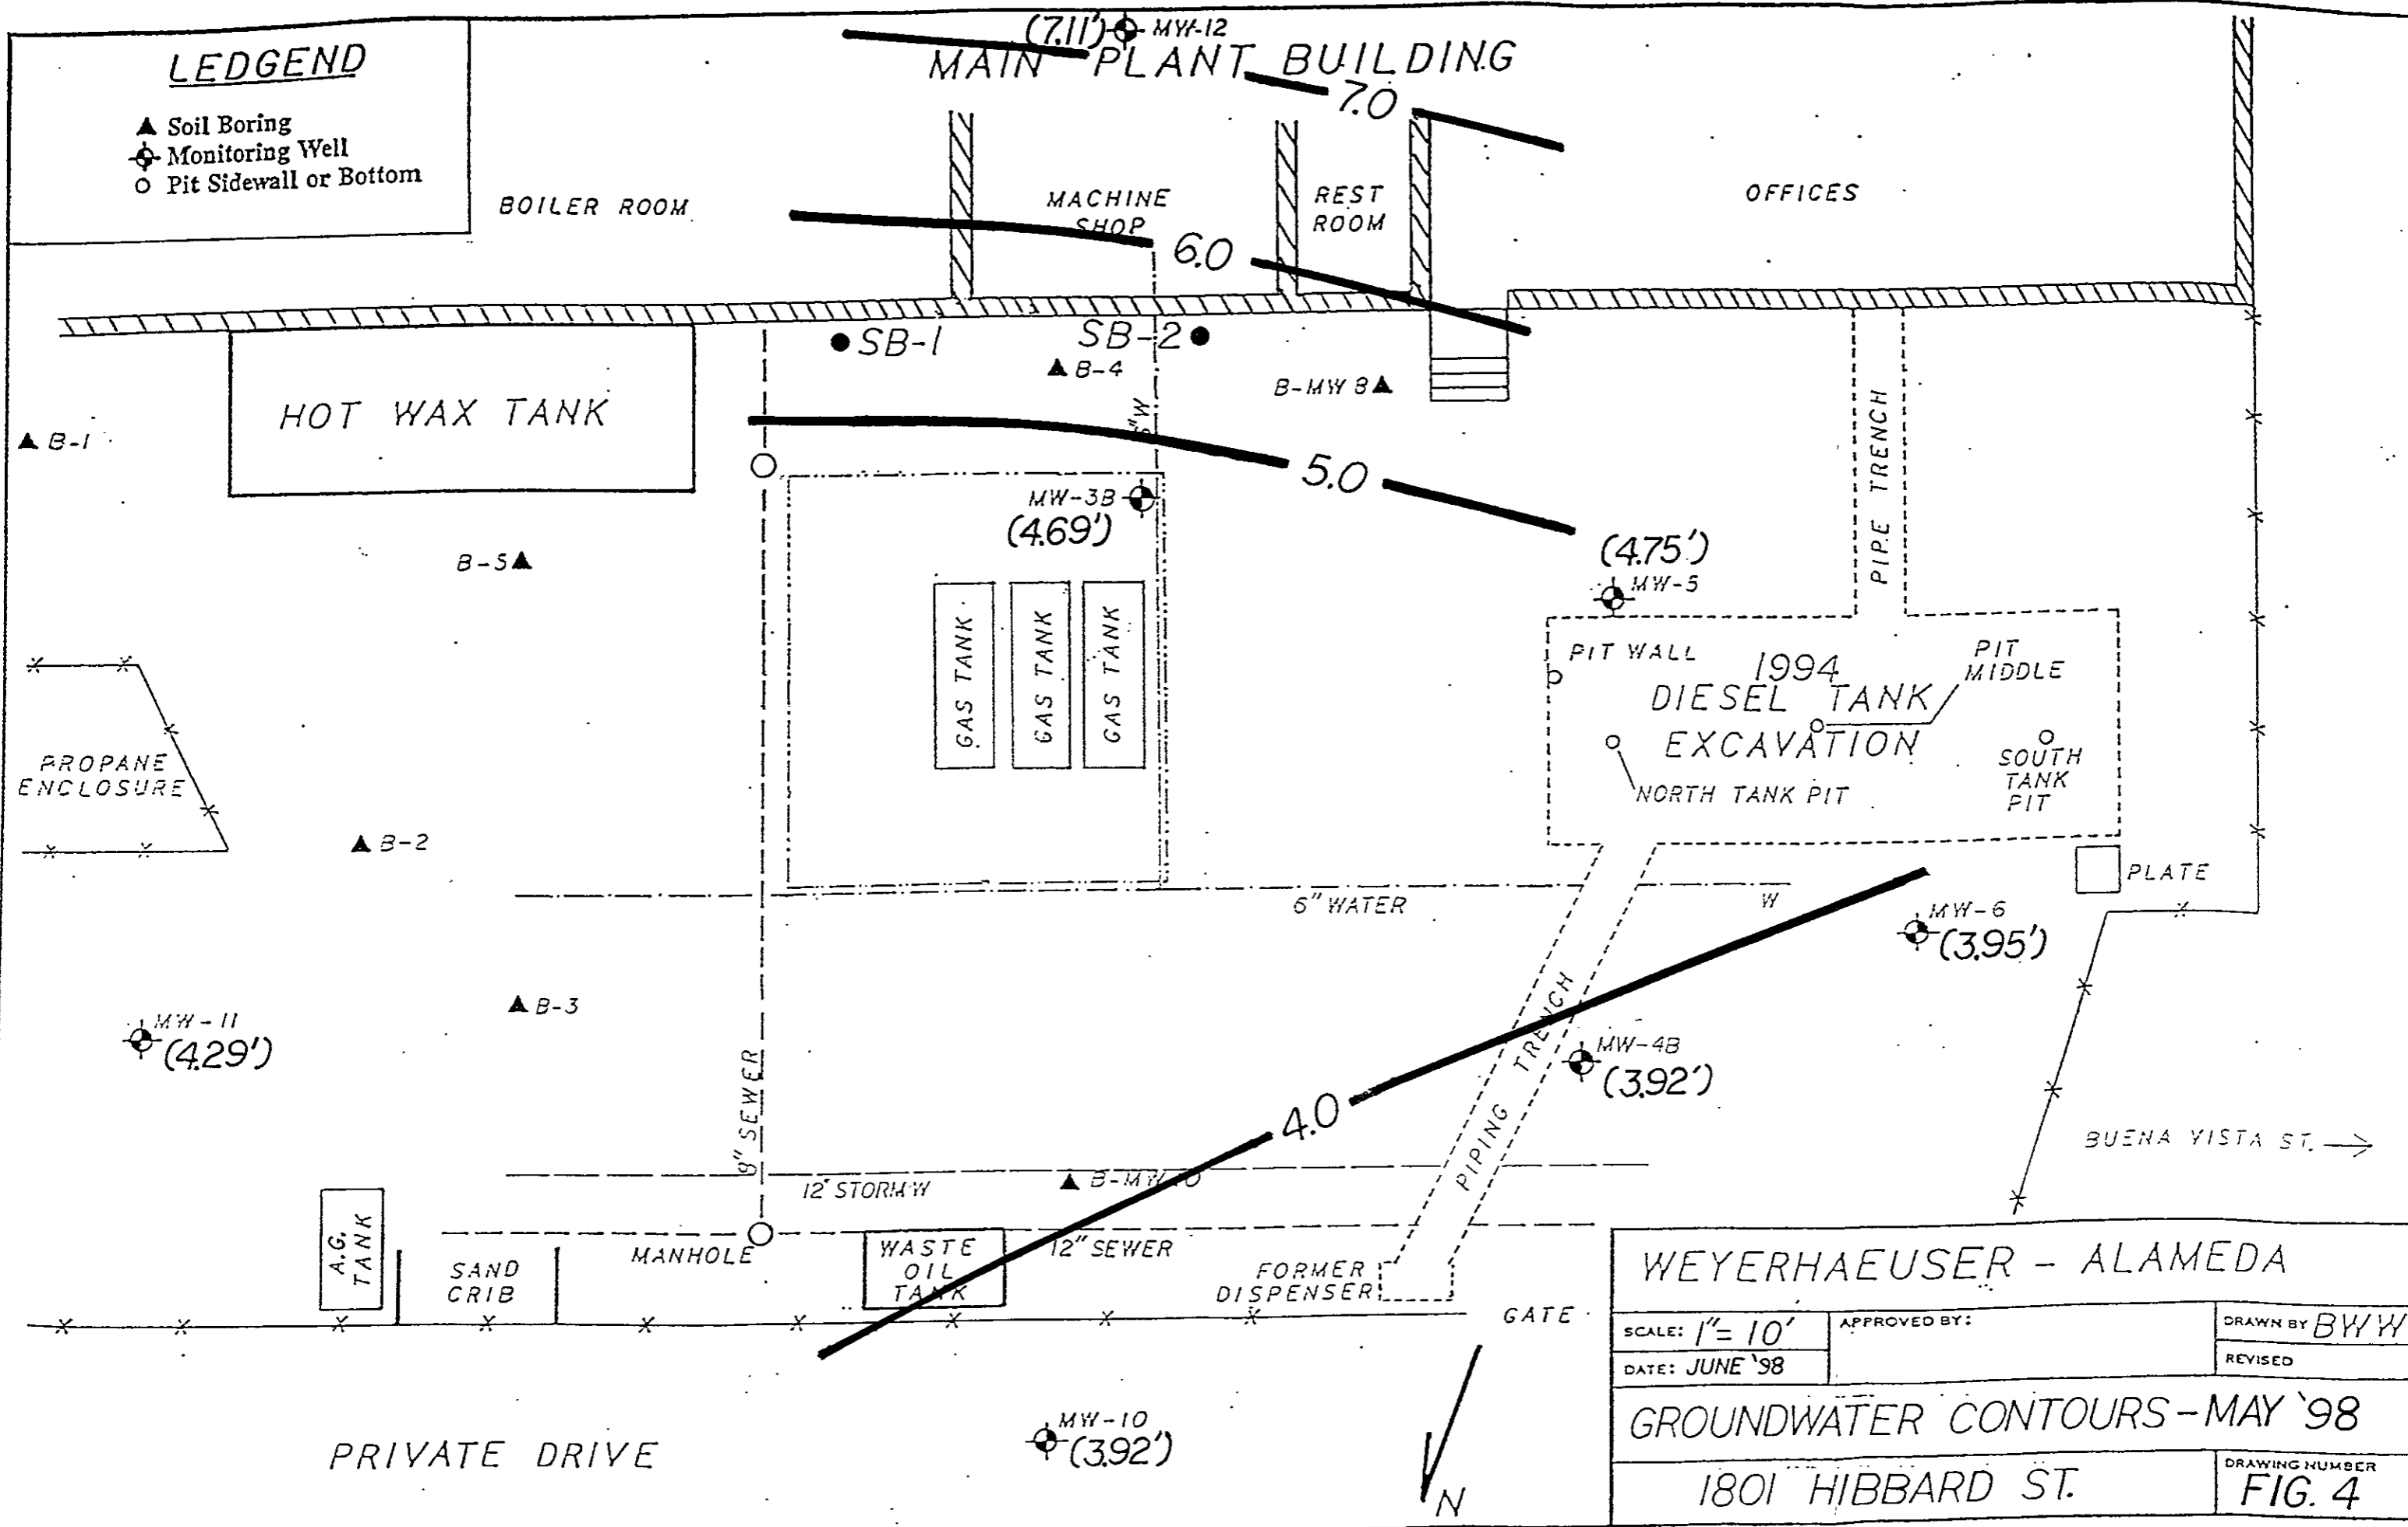 LEDGEND
Soil Boring
Monitoring Well
Pit Sidewall or Bottom
(7.11') MW-12
MAIN PLANT BUILDING
7.0
BOILER ROOM
MACHINE
SHOP
REST
ROOM
OFFICES
6.0
SB-1
SB-2
B-4
B-MW 8
HOT WAX TANK
B-1
6"W
5.0
PIPE TRENCH
MW-3B
(4.69')
B-5
(4.75')
MW-5
GAS TANK
GAS TANK
GAS TANK
PIT WALL
1994
DIESEL TANK
EXCAVATION
PIT
MIDDLE
NORTH TANK PIT
SOUTH
TANK
PIT
PROPANE
ENCLOSURE
B-2
6" WATER
W
PLATE
MW-6
(3.95')
B-3
MW-11
(4.29')
8" SEWER
PIPING TRENCH
MW-4B
(3.92')
4.0
BUENA VISTA ST.
12" STORM W
B-MW 10
A.G.
TANK
SAND
CRIB
MANHOLE
WASTE
OIL
TANK
12" SEWER
FORMER
DISPENSER
GATE
PRIVATE DRIVE
MW-10
(3.92')
N
WEYERHAEUSER - ALAMEDA
SCALE: 1"= 10'
APPROVED BY:
DRAWN BY BWW
DATE: JUNE '98
REVISED
GROUNDWATER CONTOURS-MAY '98
1801 HIBBARD ST.
DRAWING NUMBER
FIG. 4